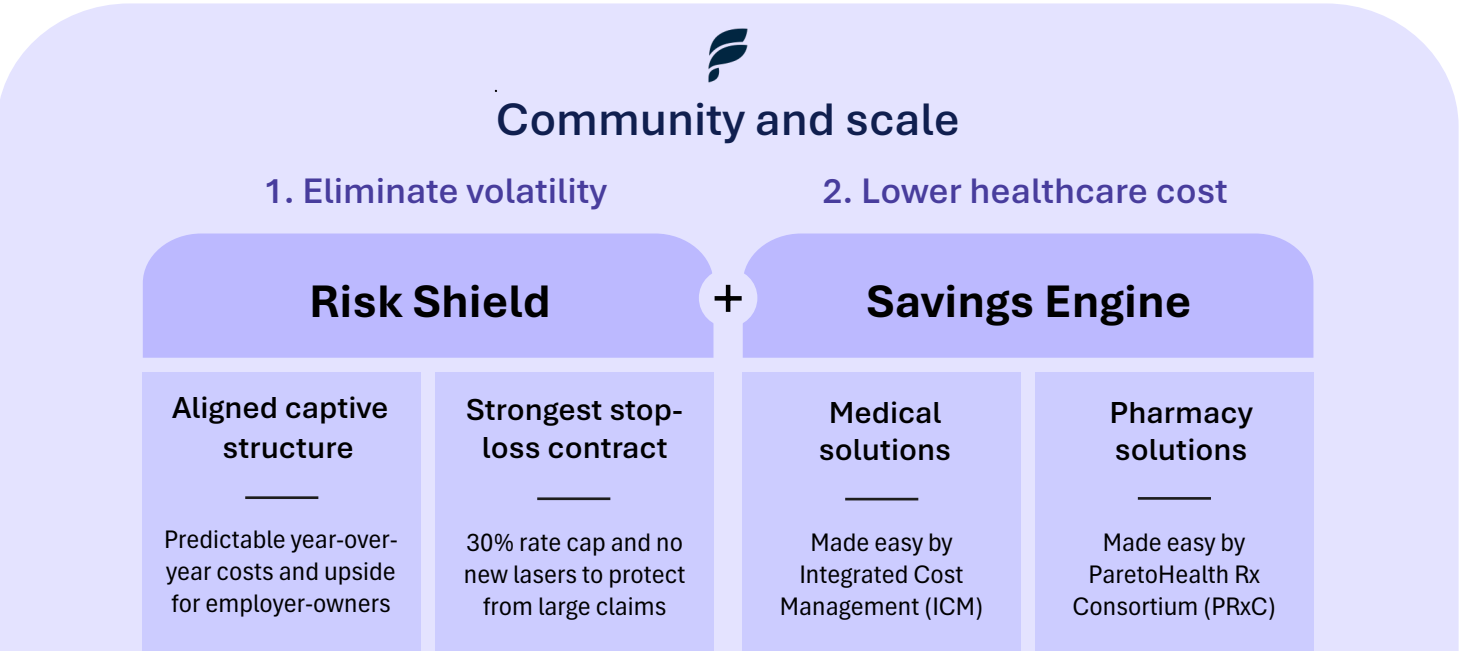 Community and scale
1. Eliminate volatility
2. Lower healthcare cost
Risk Shield
+
Savings Engine
Aligned captive
structure
Predictable year-over-
year costs and upside
for employer-owners
Strongest stop-
loss contract
30% rate cap and no
new lasers to protect
from large claims
Medical
solutions
Made easy by
Integrated Cost
Management (ICM)
Pharmacy
solutions
Made easy by
ParetoHealth Rx
Consortium (PRxC)